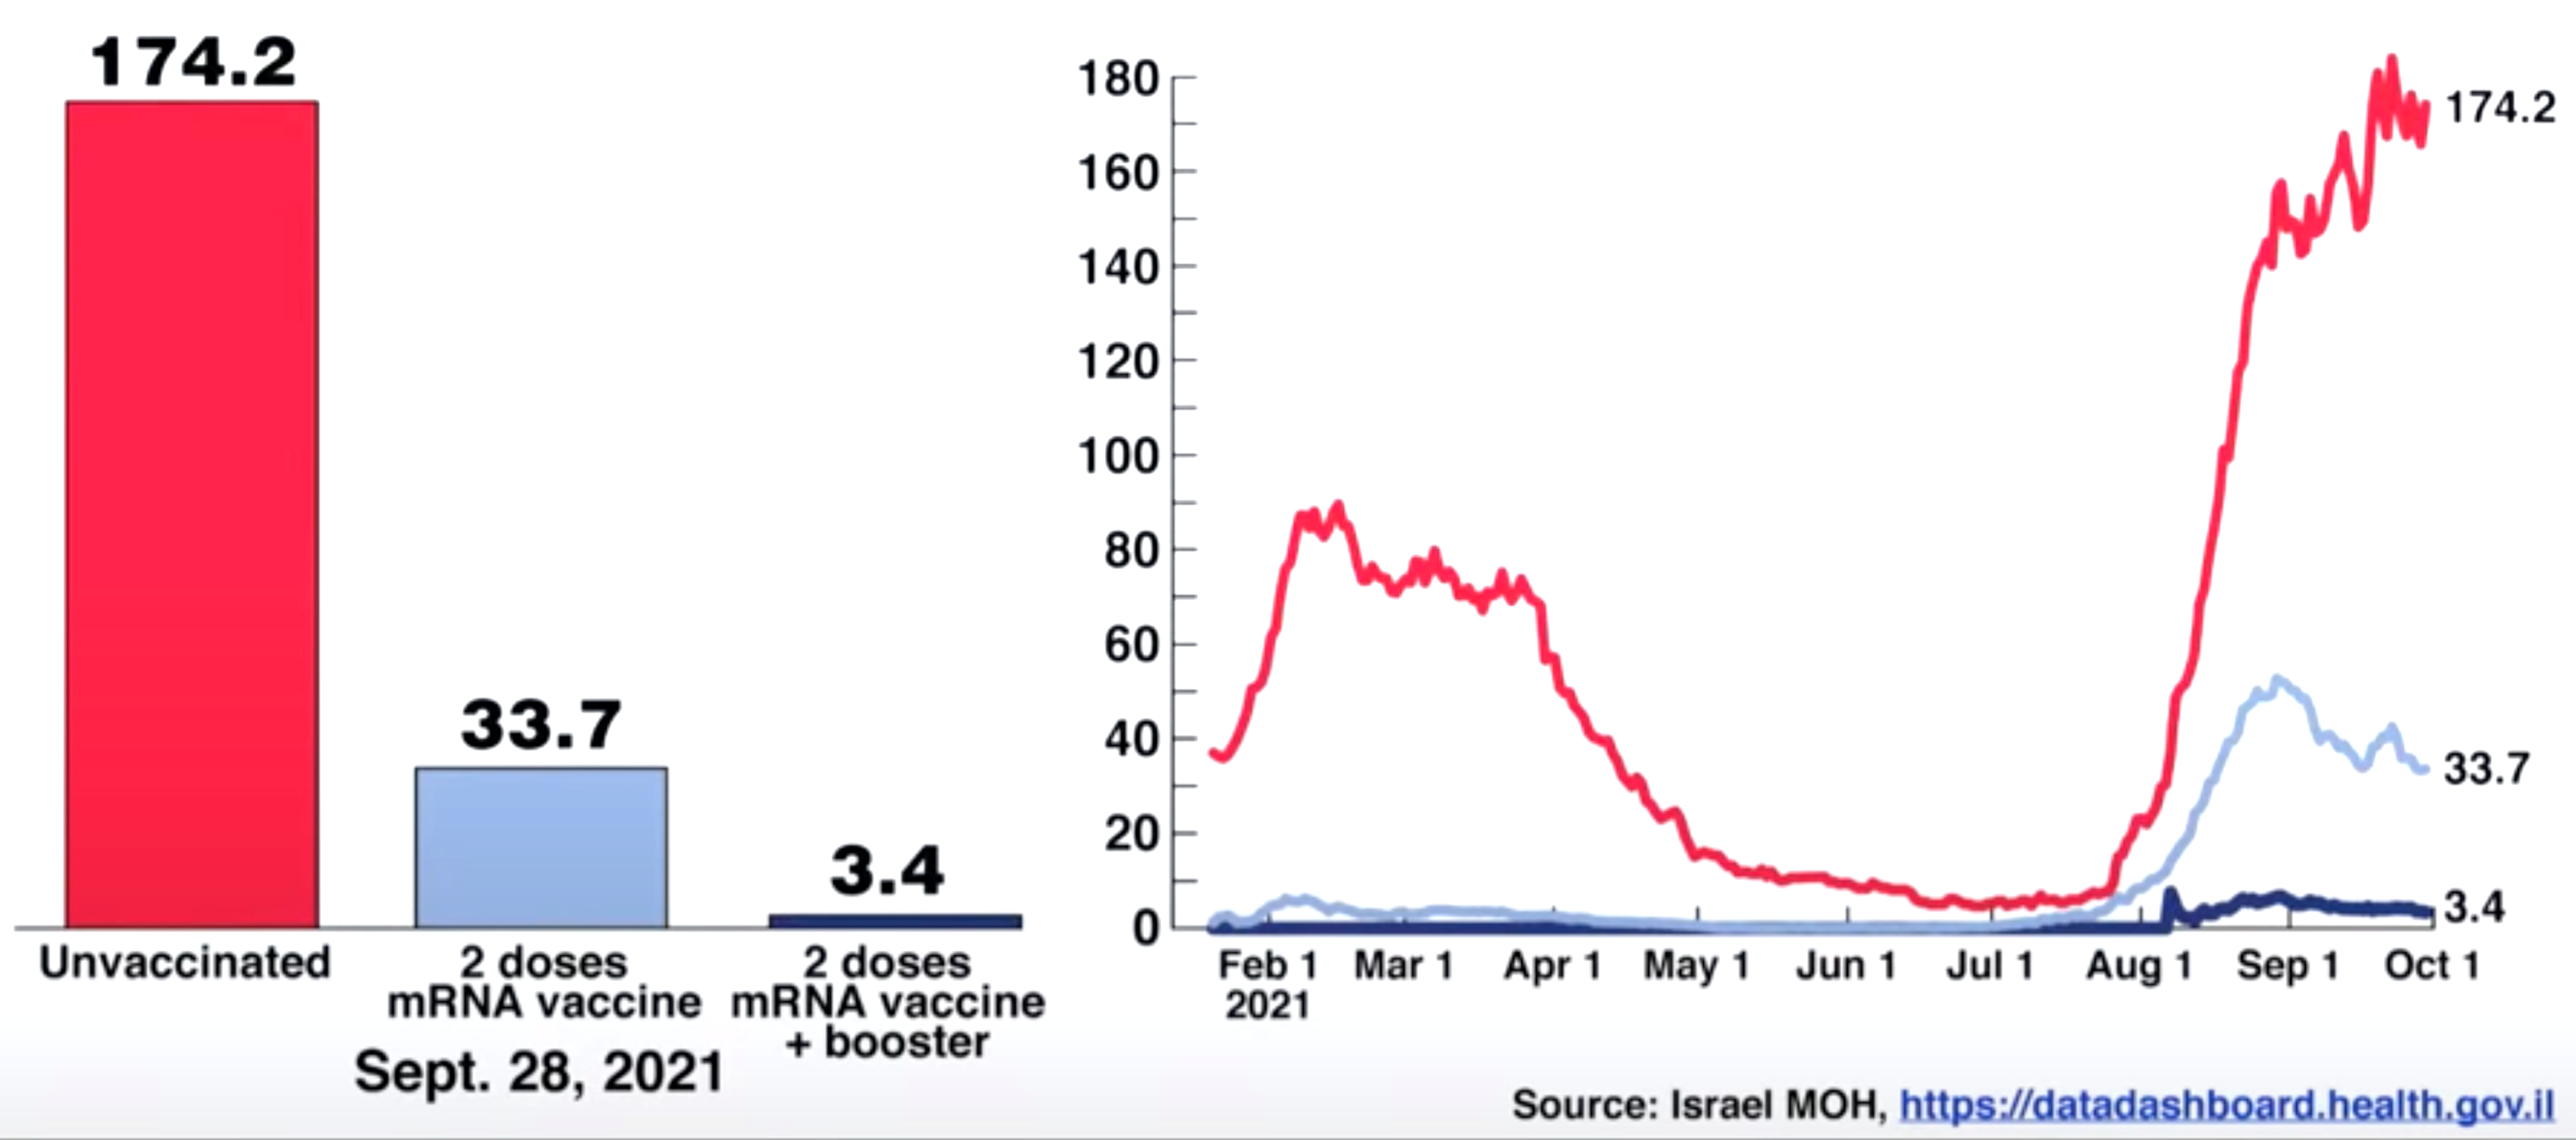 174.2
33.7
3.4
Unvaccinated
2 doses
mRNA vaccine
2 doses
mRNA vaccine
+ booster
Sept. 28, 2021
180
160
140
120
100
80
60
40
20
0
174.2
33.7
3.4
Feb 1 Mar 1 Apr 1 May 1 Jun 1 Jul 1 Aug 1 Sep 1 Oct 1
2021
Source: Israel MOH, https://datadashboard.health.gov.il